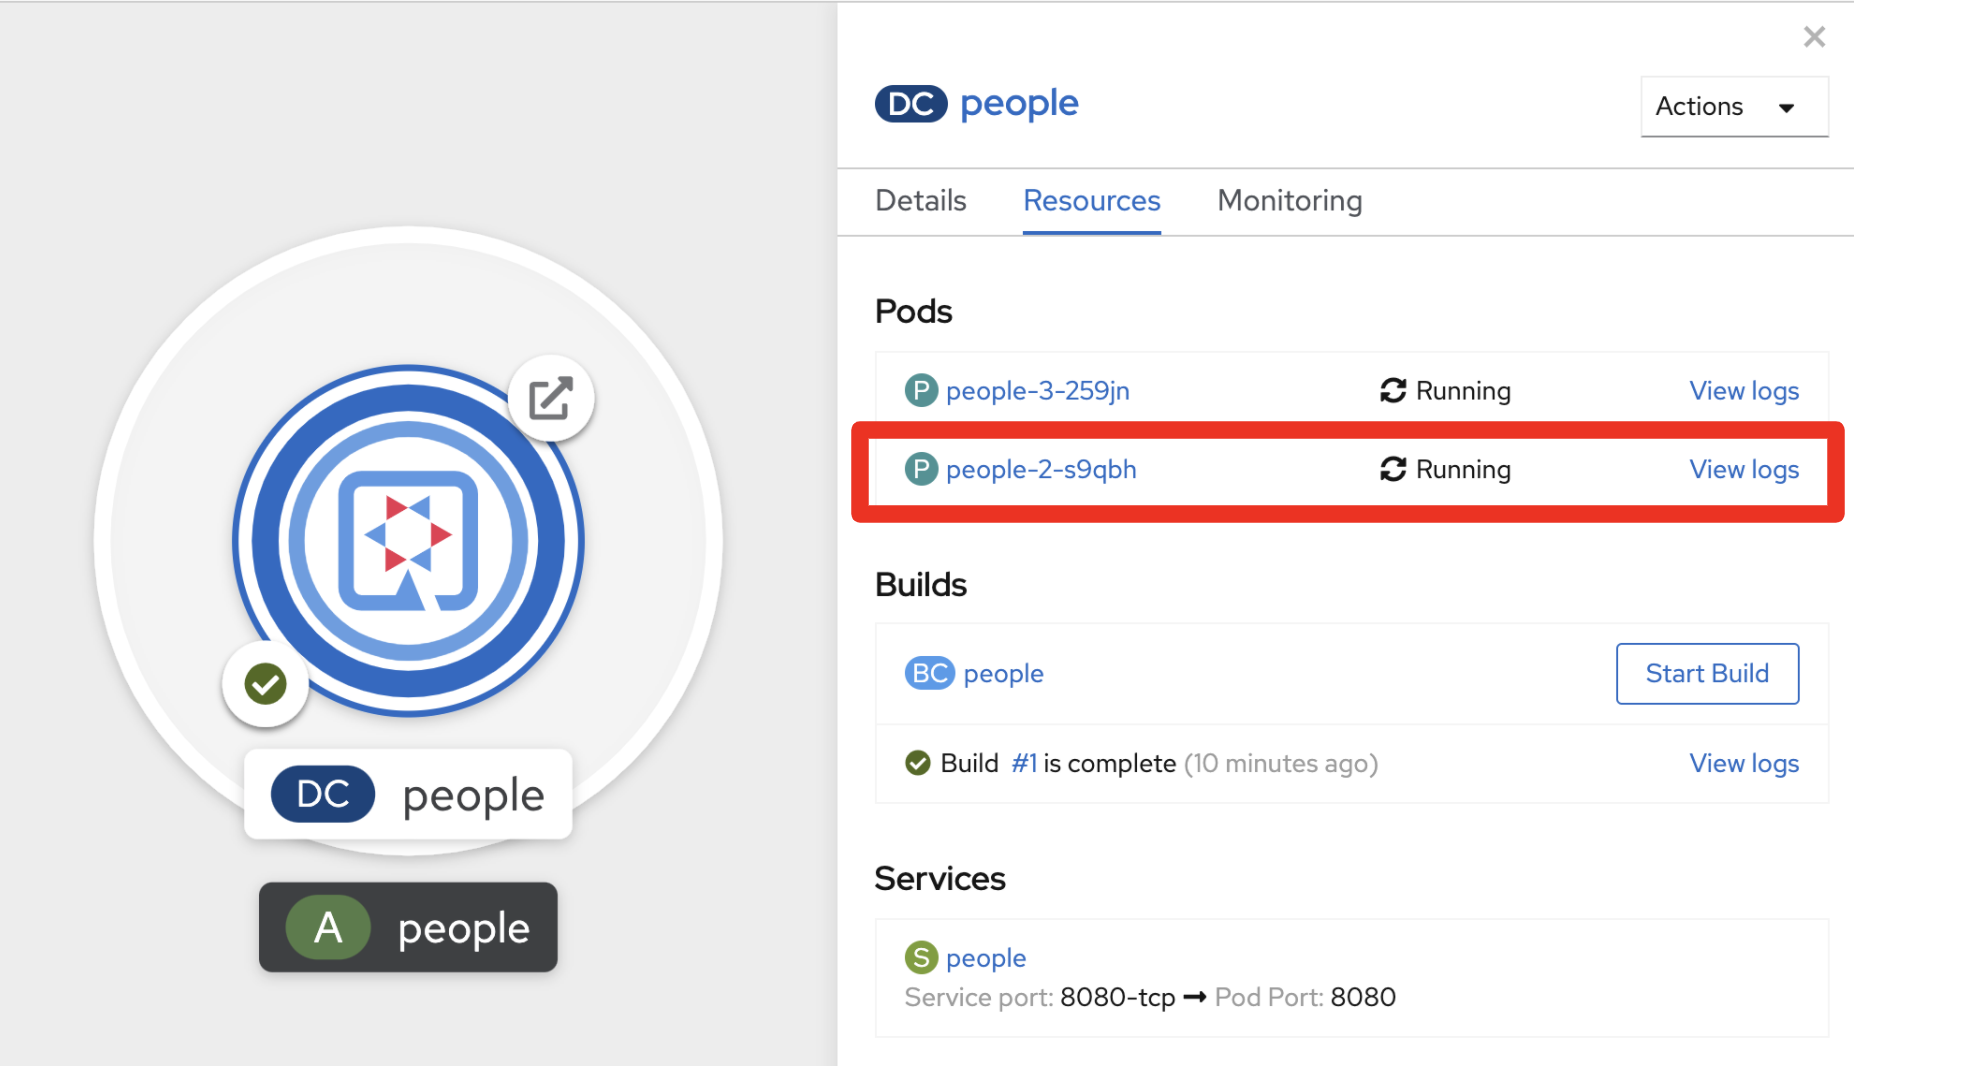 DC people
Actions
Details Resources Monitoring
Pods
P people-3-259jn Running View logs
P people-2-s9qbh Running View logs
Builds
BC people Start Build
Build #1 is complete (10 minutes ago) View logs
Services
S people
Service port: 8080-tcp → Pod Port: 8080
DC people
A people